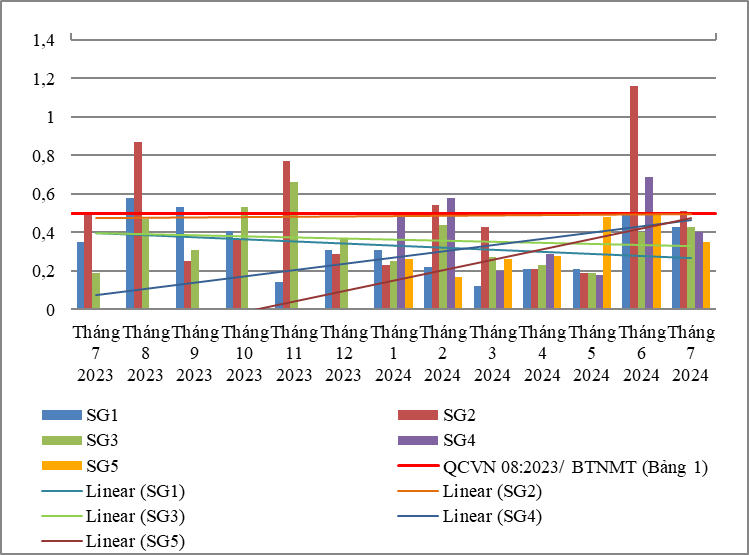 1,4
1,2
1
0,8
0,6
0,4
0,2
0
Tháng Tháng Tháng Tháng Tháng Tháng Tháng Tháng Tháng Tháng Tháng Tháng Tháng
7 8 9 10 11 12 1 2 3 4 5 6 7
2023 2023 2023 2023 2023 2023 2024 2024 2024 2024 2024 2024 2024
SG1 SG2
SG3 SG4
SG5 QCVN 08:2023/ BTNMT (Bảng 1)
Linear (SG1) Linear (SG2)
Linear (SG3) Linear (SG4)
Linear (SG5)